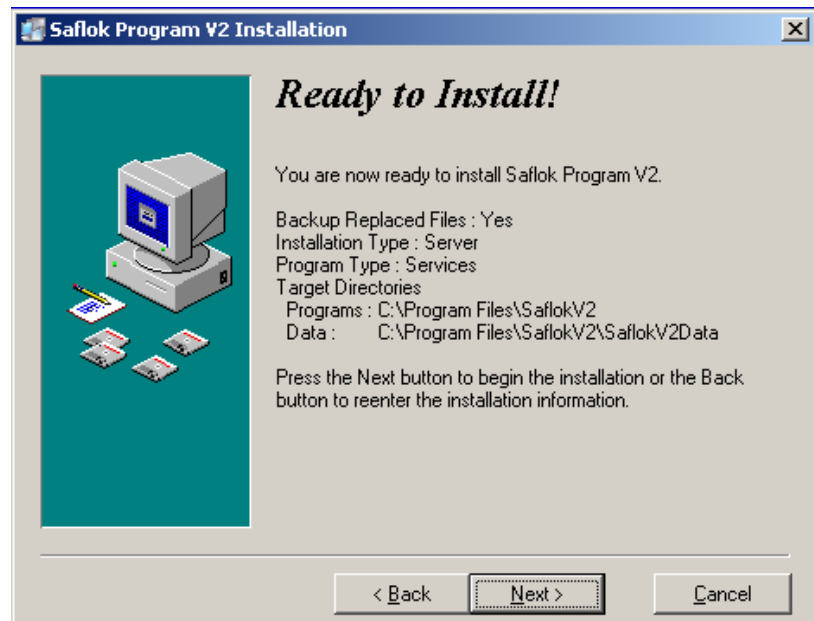 Saflok Program V2 Installation
Ready to Install!
You are now ready to install Saflok Program V2.
Backup Replaced Files : Yes
Installation Type : Server
Program Type : Services
Target Directories
Programs : C:\Program Files\SaflokV2
Data : C:\Program Files\SaflokV2\SaflokV2Data
Press the Next button to begin the installation or the Back
button to reenter the installation information.
< Back
Next >
Cancel